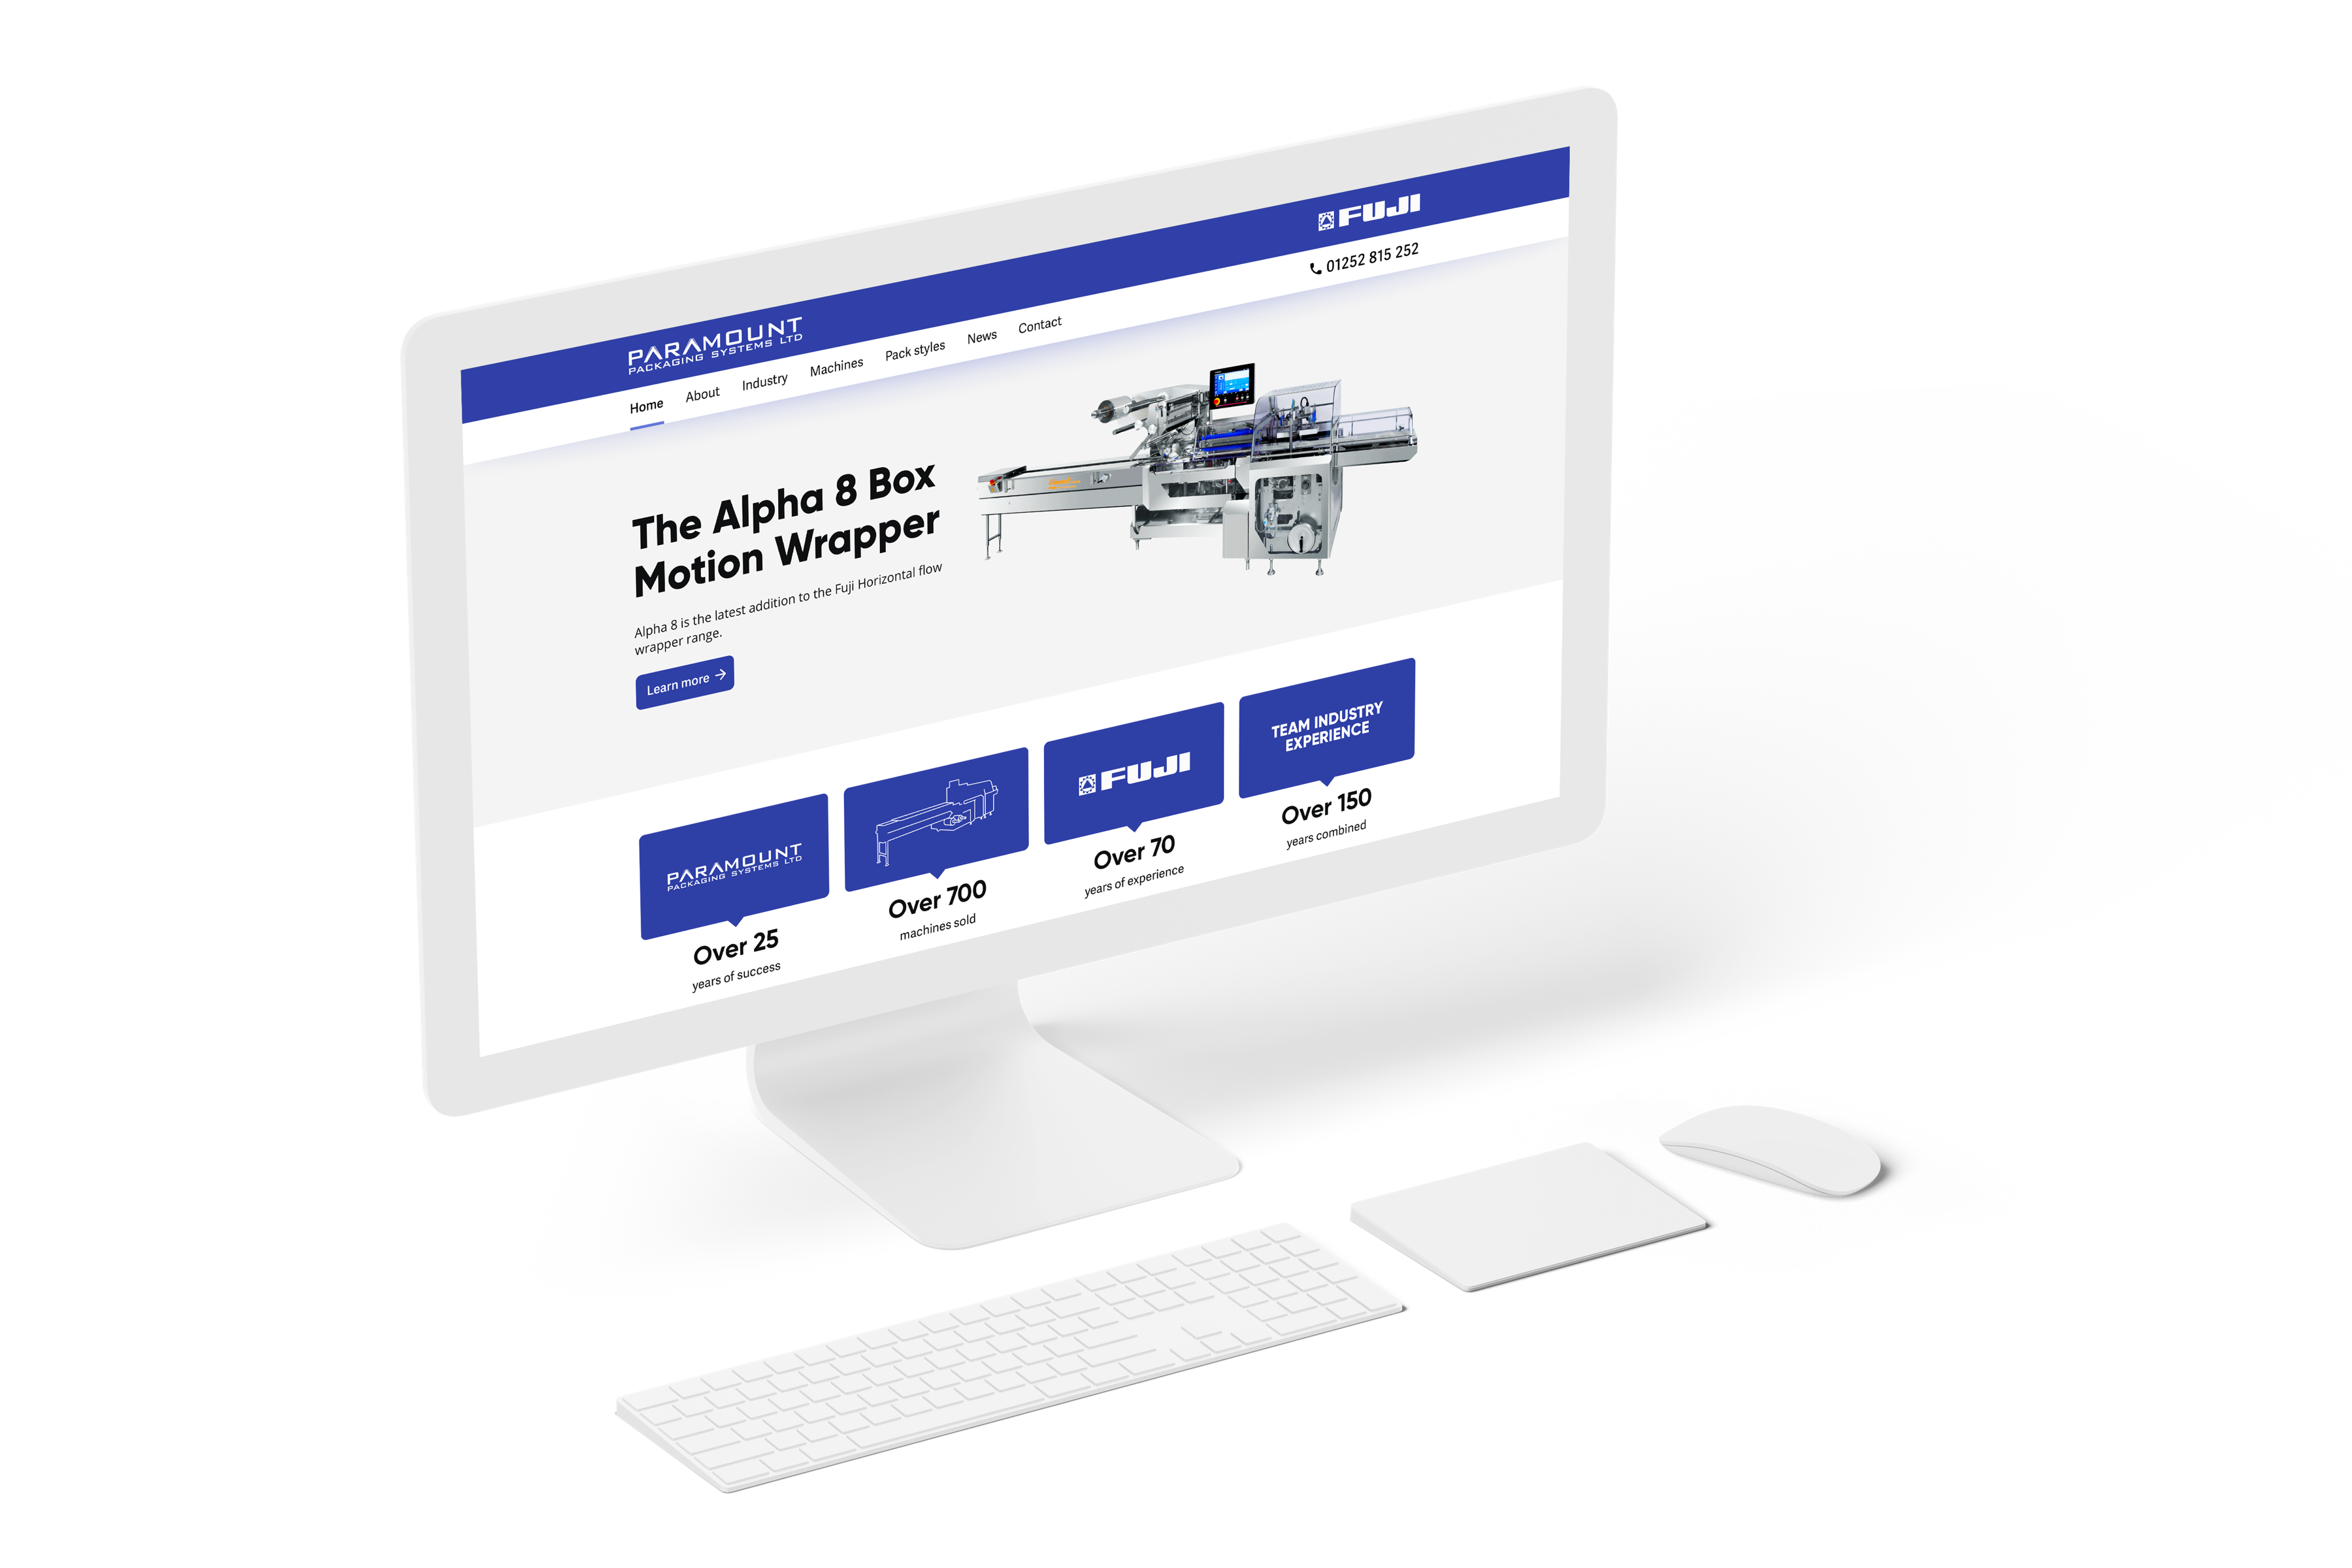 FUJI
PARAMOUNT
PACKAGING SYSTEMS LTD
01252 815 252
Home
About
Industry
Machines
Pack styles
News
Contact
The Alpha 8 Box
Motion Wrapper
Alpha 8 is the latest addition to the Fuji Horizontal flow
wrapper range.
Learn more
PARAMOUNT
PACKAGING SYSTEMS LTD
Over 25
years of success
Over 700
machines sold
FUJI
Over 70
years of experience
TEAM INDUSTRY
EXPERIENCE
Over 150
years combined